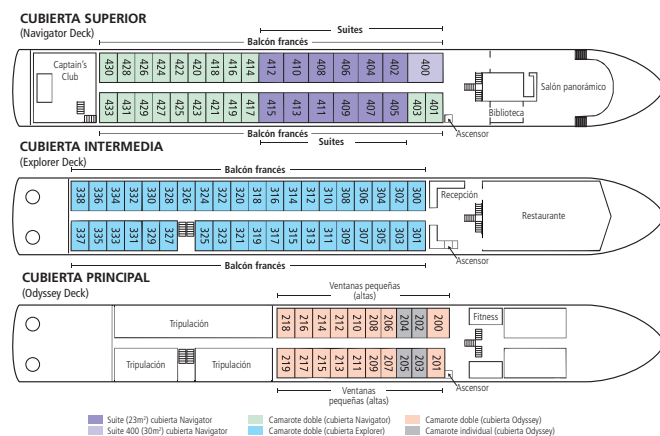 CUBIERTA SUPERIOR
(Navigator Deck)
Suites
Balcón francés
430 428 426 424 422 420 418 416 414 412 410 408 406 404 402 400
Captain's
Club
Salón panorámico
433 431 429 427 425 423 421 419 417 415 413 411 409 407 405 403 401
Biblioteca
Balcón francés
Ascensor
Suites
CUBIERTA INTERMEDIA
(Explorer Deck)
Balcón francés
338 336 334 332 330 328 326 324 322 320 318 316 314 312 310 308 306 304 302 300
Recepción
Restaurante
337 335 333 331 329 327 325 323 321 319 317 315 313 311 309 307 305 303 301
Balcón francés
Ascensor
CUBIERTA PRINCIPAL
(Odyssey Deck)
Ventanas pequeñas
(altas)
Tripulación
218 216 214 212 210 208 206 204 202 200
Fitness
Tripulación
Tripulación
219 217 215 213 211 209 207 205 203 201
Ascensor
Ventanas
pequeñas (altas)
Suite (23m²) cubierta Navigator
Camarote doble (cubierta Navigator)
Camarote doble (cubierta Odyssey)
Suite 400 (30m²) cubierta Navigator
Camarote doble (cubierta Explorer)
Camarote individual (cubierta Odyssey)